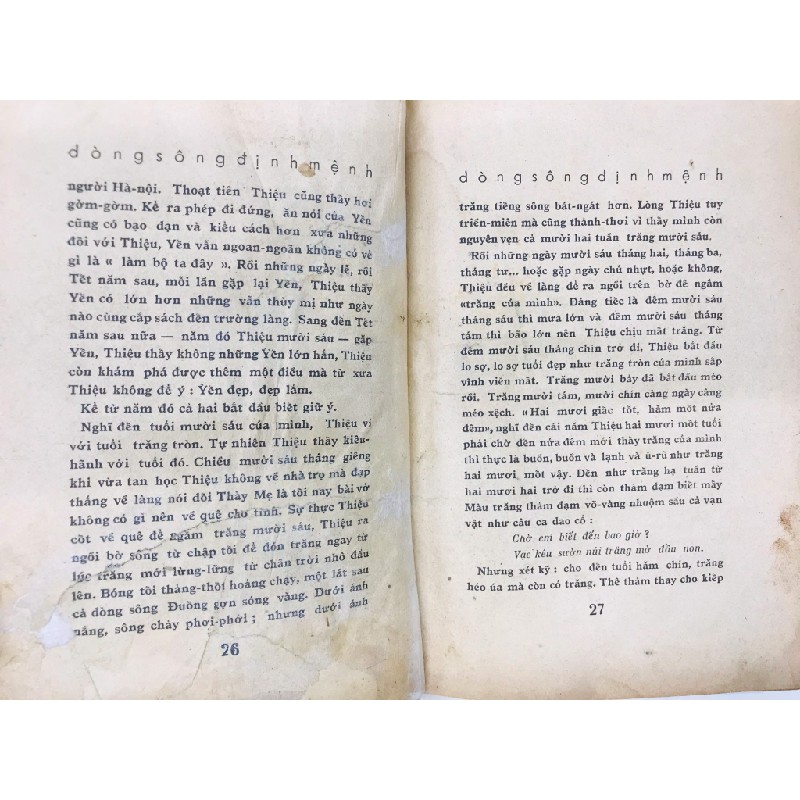 dòngsôngđịnhmệnh
người Hà-nội. Thoạt tiên Thiệu cũng thấy hơi
gờm-gờm. Kể ra phép đi đứng, ăn nói của Yến
cũng có bạo dạn và kiểu cách hơn xưa những
đối với Thiệu, Yến vẫn ngoan-ngoãn không có vẻ
gì là « làm bộ ta đây ». Rồi những ngày lễ, rồi
Tết năm sau, mỗi lần gặp lại Yến, Thiệu thấy
Yến có lớn hơn những vẫn thùy mị như ngày
nào cùng cắp sách đến trường làng. Sang đến Tết
năm sau nữa — năm đó Thiệu mười sáu — gặp
Yến, Thiệu thấy không những Yến lớn hẳn, Thiệu
còn khám phá được thêm một điều mà từ xưa
Thiệu không để ý : Yến đẹp, đẹp lắm.
Kể từ năm đó cả hai bắt đầu biết giữ ý.
Nghĩ đến tuổi mười sáu của mình, Thiệu ví
với tuổi trăng tròn. Tự nhiên Thiệu thấy kiêu-
hãnh với tuổi đó. Chiều mười sáu tháng giêng
khi vừa tan học Thiệu không về nhà trọ mà đạp
thẳng về làng nói dối Thày Mẹ là tối nay bài vở
không có gì nên về quê cho tĩnh. Sự thực Thiệu
cốt về quê để ngắm trăng mười sáu, Thiệu ra
ngồi bờ sông từ chập tối để đón trăng ngay từ
lúc trăng mới lừng-lững từ chân trời nhô đầu
lên. Bóng tối thảng-thốt hoảng chạy, một lát sau
cả dòng sông Đuống gợn sóng vàng. Dưới ánh
nắng, sông chảy phơi-phới ; nhưng dưới ánh
26
dòngsôngđịnhmệnh
trăng tiếng sông bát-ngát hơn. Lòng Thiệu tuy
triền-miên mà cũng thành-thơi vì thấy mình còn
nguyên vẹn cả mười hai tuần trăng mười sáu.
Rồi những ngày mười sáu tháng hai, tháng ba,
tháng tư... hoặc gặp ngày chủ nhựt, hoặc không,
Thiệu đều về làng để ra ngồi trên bờ đê ngắm
«trăng của mình». Đáng tiếc là đêm mười sáu
tháng sáu thì mưa lớn và đêm mười sáu tháng
tám thì bão lớn nên Thiệu chịu mất trăng. Từ
đêm mười sáu tháng chín trở đi, Thiệu bắt đầu
lo sợ, lo sợ tuổi đẹp như trăng tròn của mình sắp
vĩnh viễn mất. Trăng mười bảy đã bắt đầu méo
rồi. Trăng mười tám, mười chín càng ngày càng
méo xệch. «Hai mươi giấc tốt, hăm một nửa
đêm», nghĩ đến cái năm Thiệu hai mươi mốt tuổi
phải chờ đến nửa đêm mới thấy trăng của mình
thì thực là buồn, buồn và lạnh và ủ-rũ như trăng
hai mươi mốt vậy. Đến như trăng hạ tuần từ
hai mươi hai trở đi thì còn thảm đạm biết mấy
Màu trăng thảm đạm võ-vàng nhuộm sầu cả vạn
vật như câu ca dao cổ :
Chờ em biết đến bao giờ ?
Vạc kêu sườn núi trăng mờ đầu non.
Nhưng xét kỹ : cho đến tuổi hăm chín, trăng
héo úa mà còn có trăng. Thê thảm thay cho kiếp
27